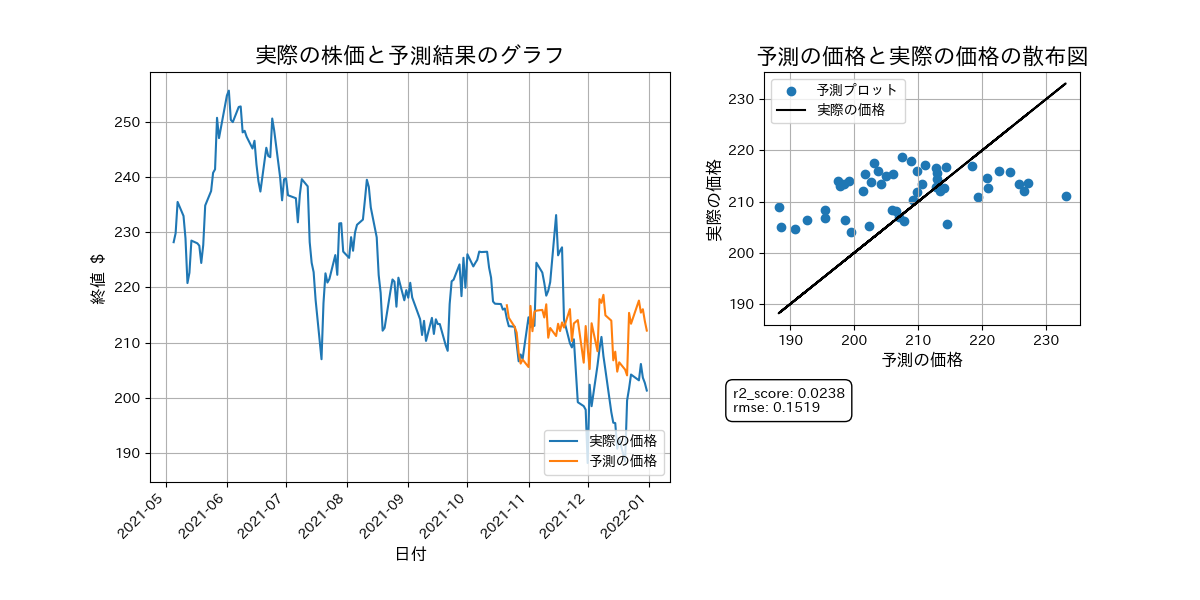 実際の株価と予測結果のグラフ
終値 $
250
240
230
220
210
200
190
2021-05
2021-06
2021-07
2021-08
2021-09
2021-10
2021-11
2021-12
2022-01
日付
実際の価格
予測の価格
予測の価格と実際の価格の散布図
予測プロット
実際の価格
実際の価格
230
220
210
200
190
190
200
210
220
230
予測の価格
r2_score: 0.0238
rmse: 0.1519